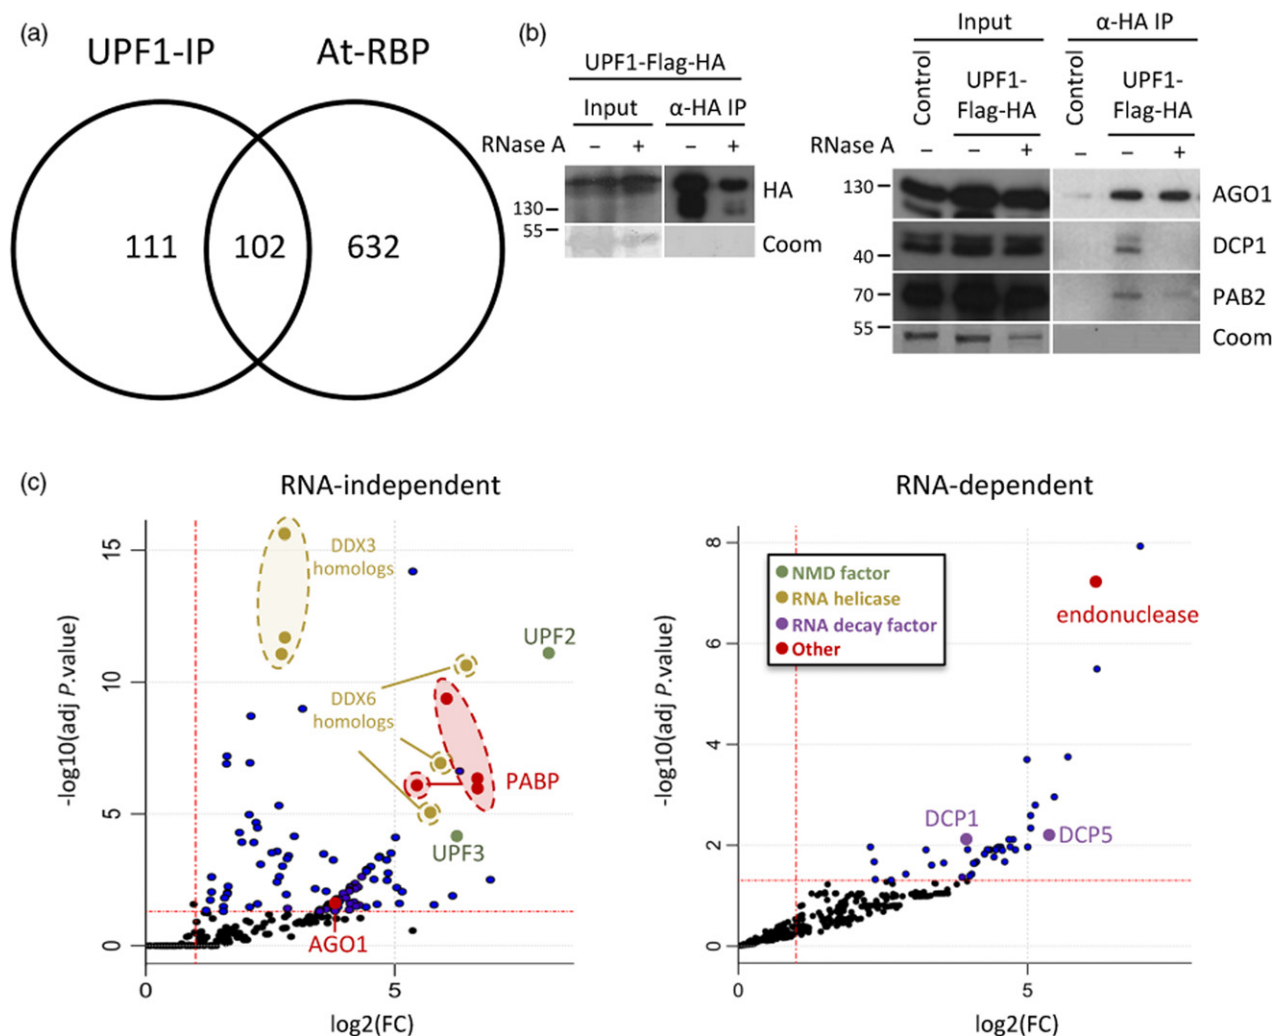 (a)
UPF1-IP At-RBP
111 102 632
(b)
UPF1-Flag-HA
Input α-HA IP
RNase A – + – +
HA
130
55
Coom
Input α-HA IP
Control UPF1- Control UPF1-
Flag-HA Flag-HA
RNase A – – + – – +
130 AGO1
DCP1
40
70 PAB2
55
Coom
(c)
RNA-independent
-log10(adj P.value)
15
10
5
0
0 5
log2(FC)
DDX3
homologs
UPF2
DDX6
homologs
PABP
UPF3
AGO1
RNA-dependent
-log10(adj P.value)
8
6
4
2
0
0 5
log2(FC)
NMD factor
RNA helicase
RNA decay factor
Other
endonuclease
DCP1
DCP5